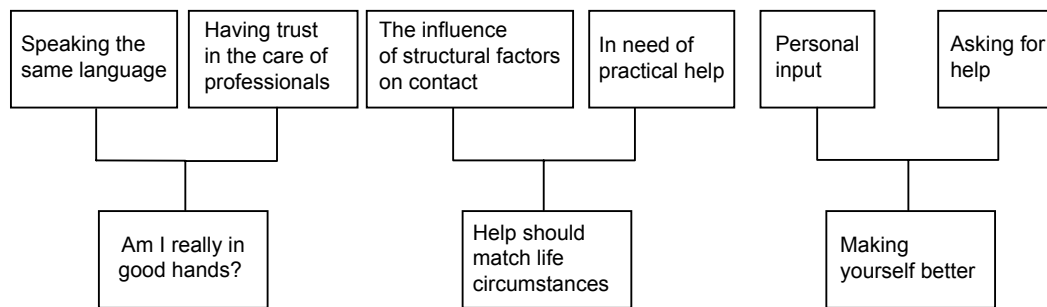 Speaking the
same language
Having trust
in the care of
professionals
The influence
of structural factors
on contact
In need of
practical help
Personal
input
Asking for
help
Am I really in
good hands?
Help should
match life
circumstances
Making
yourself better